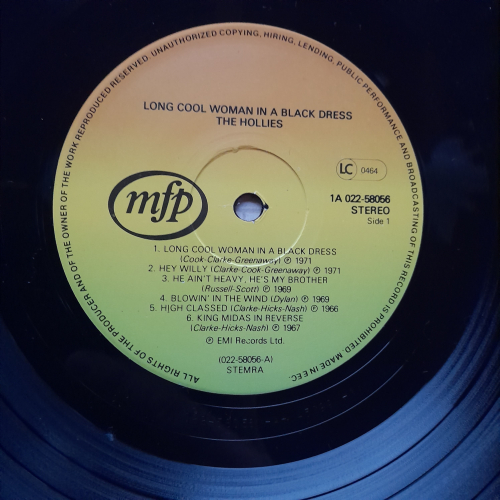 ALL RIGHTS OF THE PRODUCER AND OF THE OWNER OF THE WORK REPRODUCED RESERVED. UNAUTHORIZED COPYING, HIRING, LENDING, PUBLIC PERFORMANCE AND BROADCASTING OF THIS RECORD IS PROHIBITED. MADE IN EEC.
LONG COOL WOMAN IN A BLACK DRESS
THE HOLLIES
LC 0464
mfp
1A 022-58056
STEREO
Side 1
1. LONG COOL WOMAN IN A BLACK DRESS
(Cook-Clarke-Greenaway) ℗ 1971
2. HEY WILLY (Clarke-Cook-Greenaway) ℗ 1971
3. HE AIN'T HEAVY, HE'S MY BROTHER
(Russell-Scott) ℗ 1969
4. BLOWIN' IN THE WIND (Dylan) ℗ 1969
5. HIGH CLASSED (Clarke-Hicks-Nash) ℗ 1966
6. KING MIDAS IN REVERSE
(Clarke-Hicks-Nash) ℗ 1967
℗ EMI Records Ltd.
(022-58056-A)
STEMRA